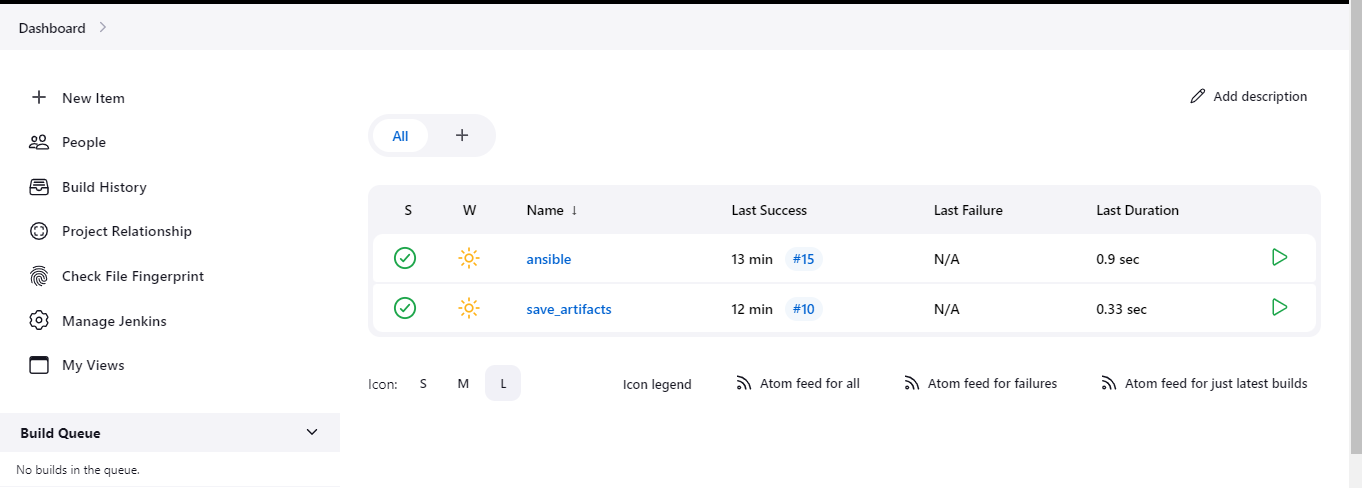 Dashboard
New Item
People
Build History
Project Relationship
Check File Fingerprint
Manage Jenkins
My Views
Build Queue
No builds in the queue.
Add description
All +
S W Name ↓ Last Success Last Failure Last Duration
ansible 13 min #15 N/A 0.9 sec
save_artifacts 12 min #10 N/A 0.33 sec
Icon: S M L Icon legend Atom feed for all Atom feed for failures Atom feed for just latest builds